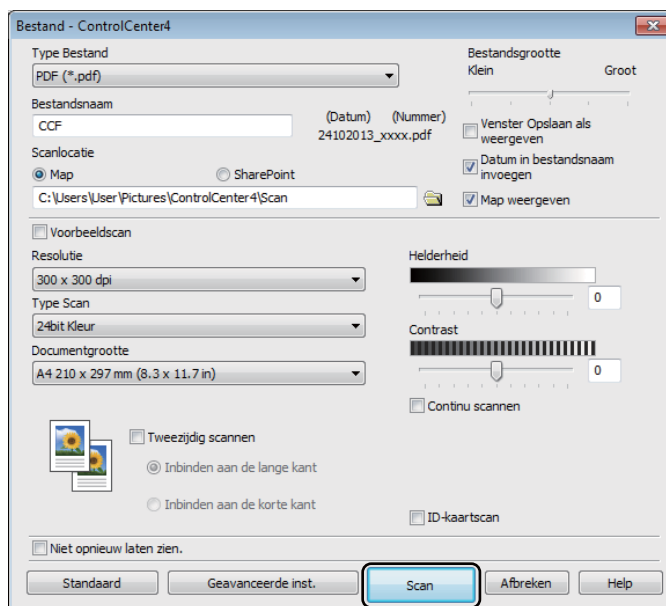 Bestand - ControlCenter4
Type Bestand
PDF (*.pdf)
Bestandsgrootte
Klein Groot
Bestandsnaam
CCF
(Datum) (Nummer)
24102013_xxxx.pdf
Venster Opslaan als
weergeven
Datum in bestandsnaam
invoegen
Map weergeven
Scanlocatie
Map SharePoint
C:\Users\User\Pictures\ControlCenter4\Scan
Voorbeeldscan
Resolutie
300 x 300 dpi
Type Scan
24bit Kleur
Documentgrootte
A4 210 x 297 mm (8.3 x 11.7 in)
Helderheid
0
Contrast
0
Continu scannen
Tweezijdig scannen
Inbinden aan de lange kant
Inbinden aan de korte kant
ID-kaartscan
Niet opnieuw laten zien.
Standaard Geavanceerde inst. Scan Afbreken Help